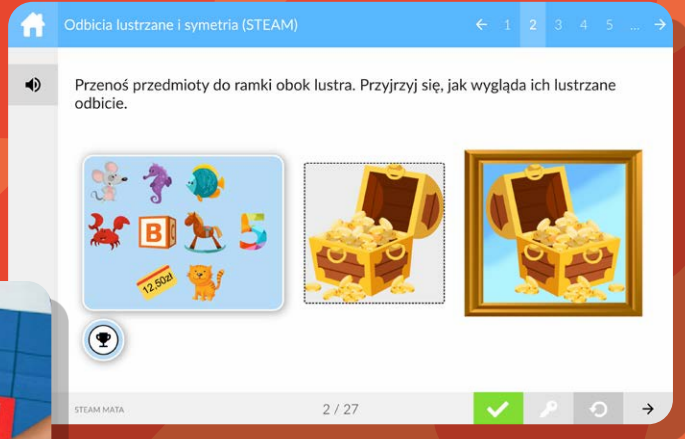 Odbicia lustrzane i symetria (STEAM)
← 1 2 3 4 5 ... →
Przenoś przedmioty do ramki obok lustra. Przyjrzyj się, jak wygląda ich lustrzane
odbicie.
B
5
12,50zł
STEAM MATA
2 / 27